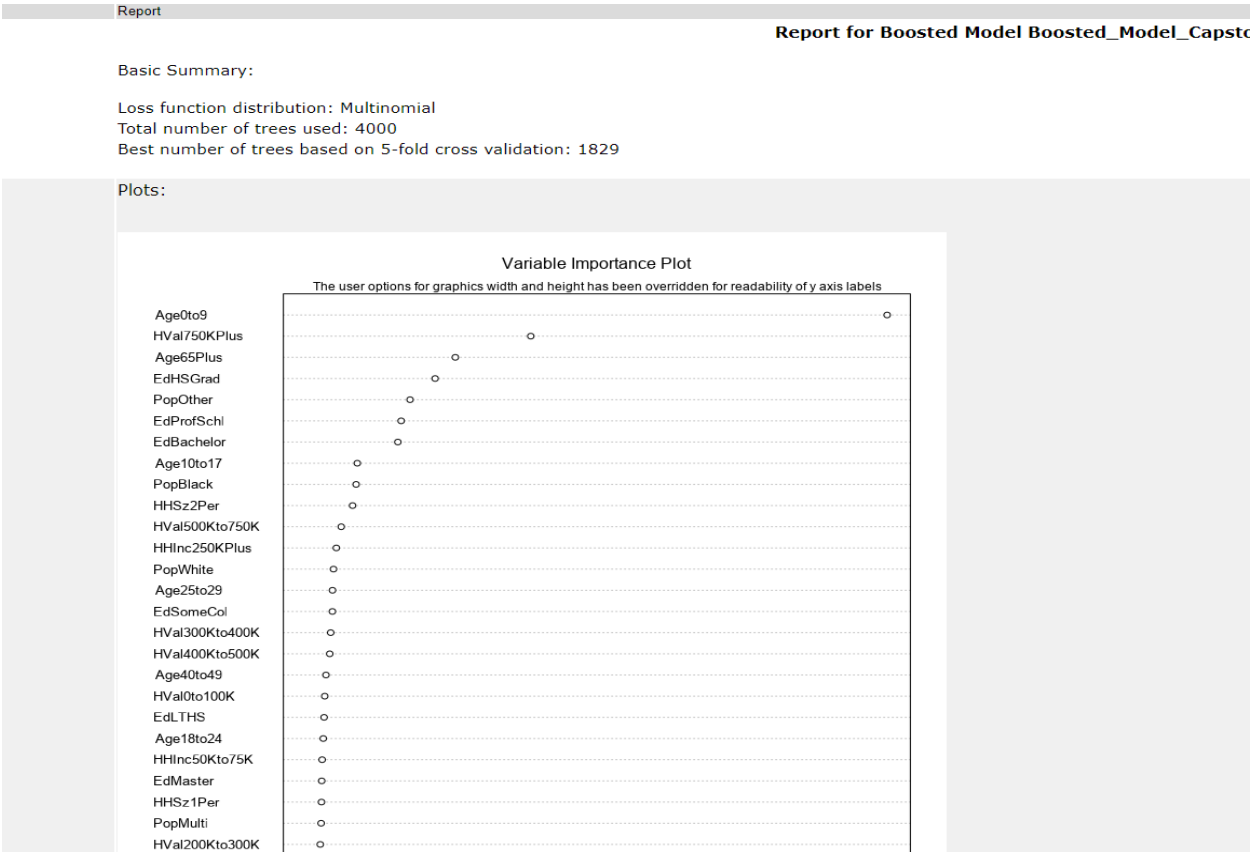 Report
Report for Boosted Model Boosted_Model_Capsto
Basic Summary:
Loss function distribution: Multinomial
Total number of trees used: 4000
Best number of trees based on 5-fold cross validation: 1829
Plots:
Variable Importance Plot
The user options for graphics width and height has been overridden for readability of y axis labels
Age0to9
HVal750KPlus
Age65Plus
EdHSGrad
PopOther
EdProfSchl
EdBachelor
Age10to17
PopBlack
HHSz2Per
HVal500Kto750K
HHInc250KPlus
PopWhite
Age25to29
EdSomeCol
HVal300Kto400K
HVal400Kto500K
Age40to49
HVal0to100K
EdLTHS
Age18to24
HHInc50Kto75K
EdMaster
HHSz1Per
PopMulti
HVal200Kto300K